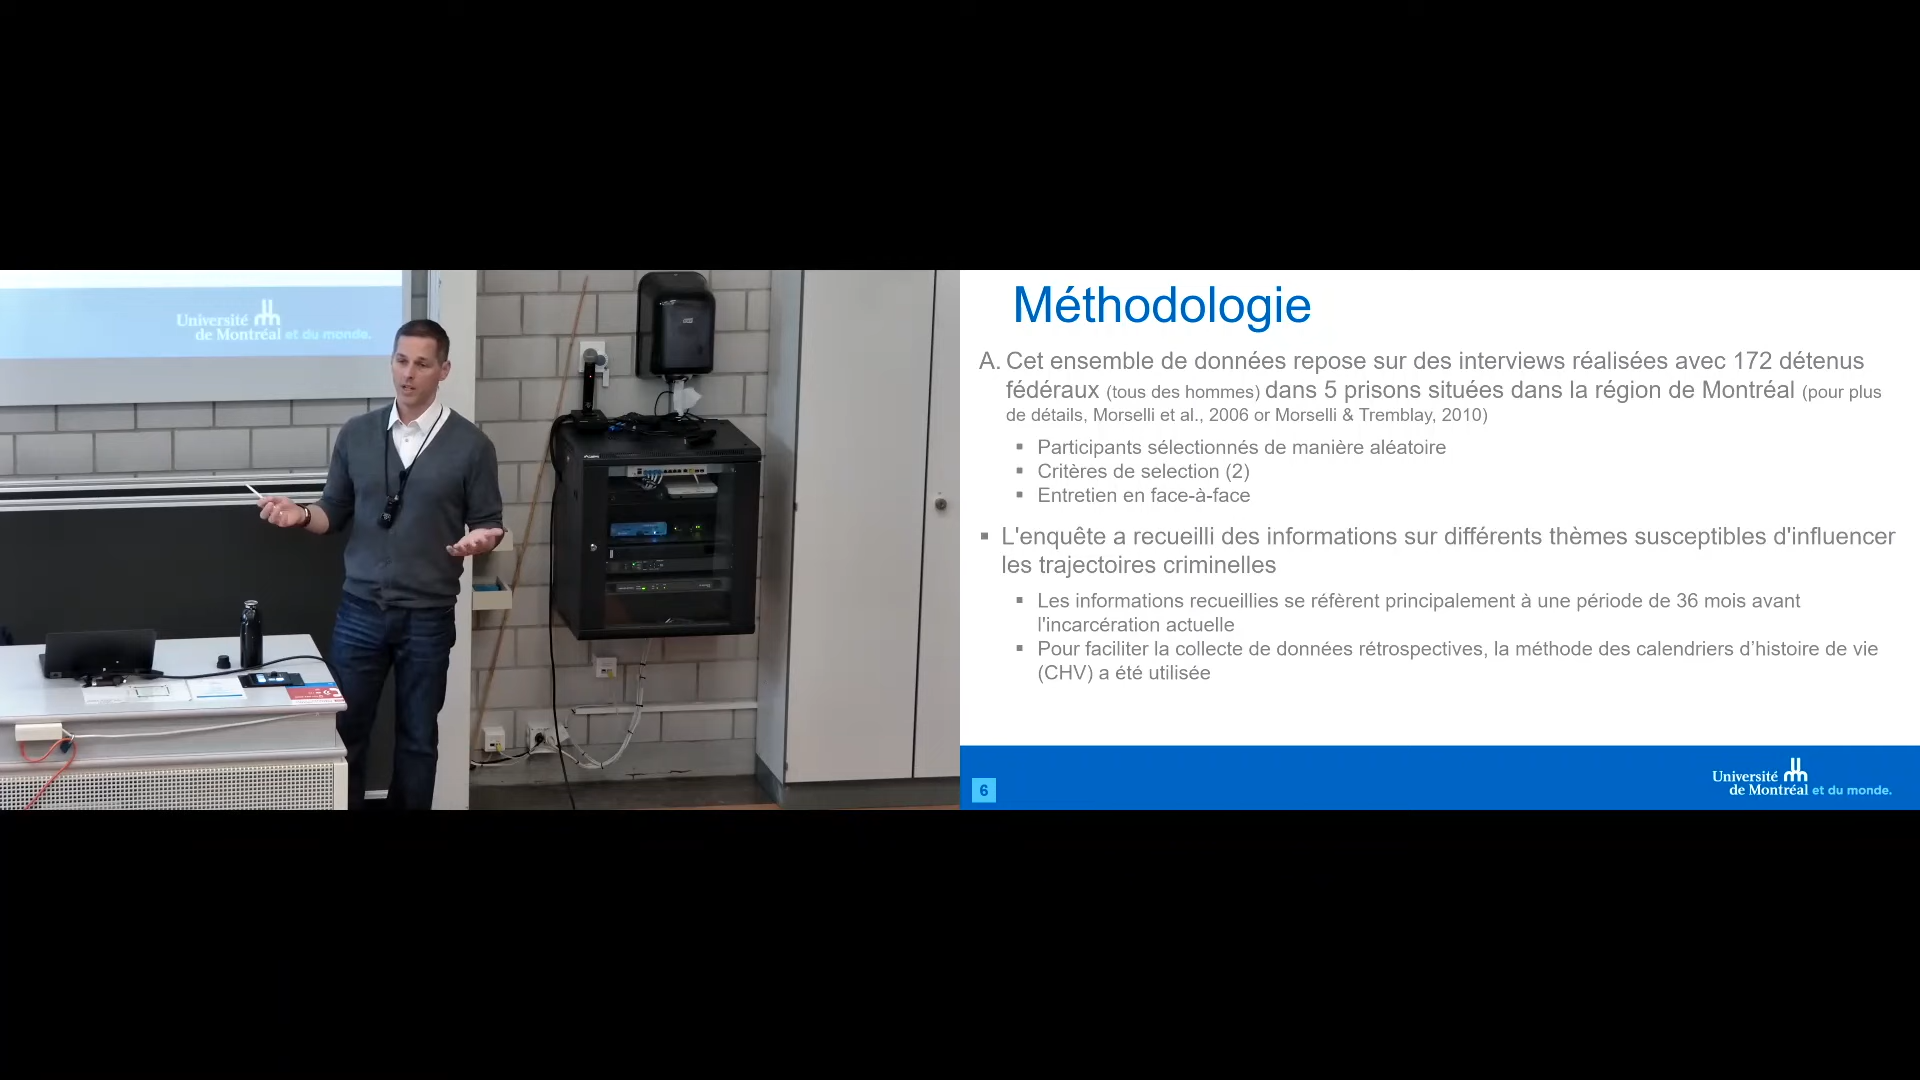 Université
de Montréal et du monde.
Méthodologie
A. Cet ensemble de données repose sur des interviews réalisées avec 172 détenus
fédéraux (tous des hommes) dans 5 prisons situées dans la région de Montréal (pour plus
de détails, Morselli et al., 2006 or Morselli & Tremblay, 2010)
▪ Participants sélectionnés de manière aléatoire
▪ Critères de selection (2)
▪ Entretien en face-à-face
▪ L'enquête a recueilli des informations sur différents thèmes susceptibles d'influencer
les trajectoires criminelles
▪ Les informations recueillies se réfèrent principalement à une période de 36 mois avant
l'incarcération actuelle
▪ Pour faciliter la collecte de données rétrospectives, la méthode des calendriers d’histoire de vie
(CHV) a été utilisée
6
Université
de Montréal et du monde.